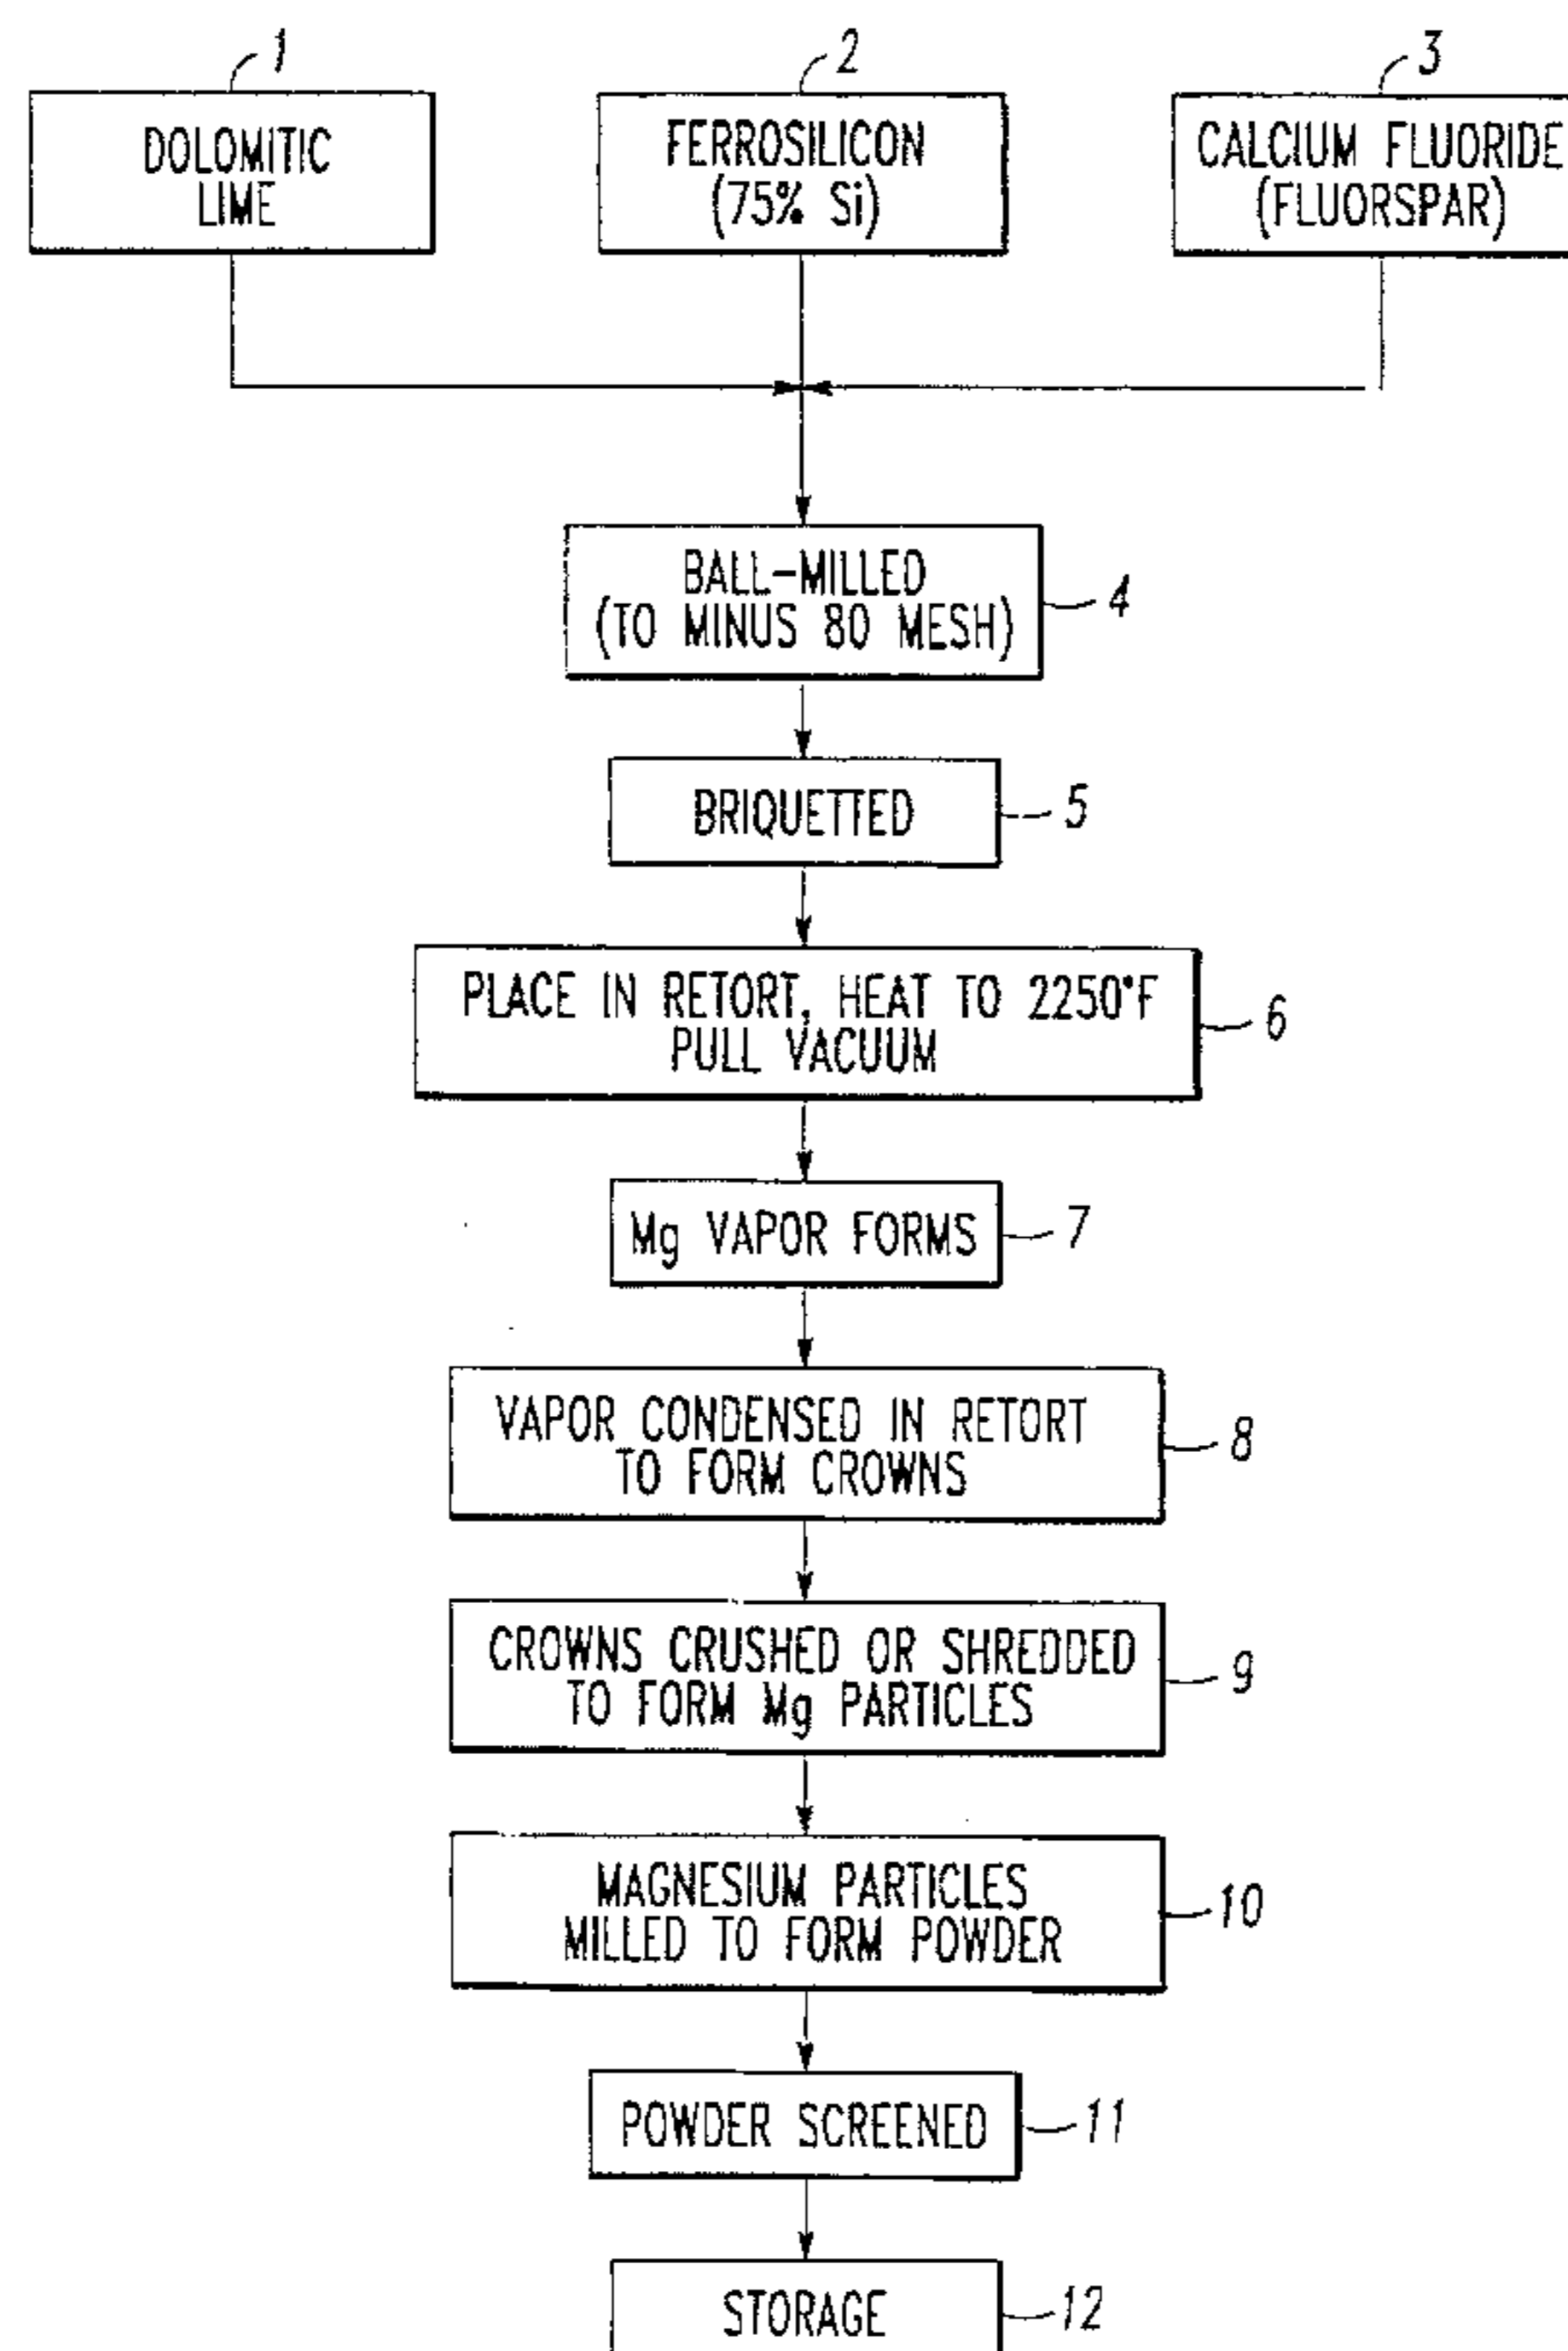 1
DOLOMITIC
LIME
2
FERROSILICON
(75% Si)
3
CALCIUM FLUORIDE
(FLUORSPAR)
BALL-MILLED
(TO MINUS 80 MESH)
4
BRIQUETTED
5
PLACE IN RETORT, HEAT TO 2250°F
PULL VACUUM
6
Mg VAPOR FORMS
7
VAPOR CONDENSED IN RETORT
TO FORM CROWNS
8
CROWNS CRUSHED OR SHREDDED
TO FORM Mg PARTICLES
9
MAGNESIUM PARTICLES
MILLED TO FORM POWDER
10
POWDER SCREENED
11
STORAGE
12